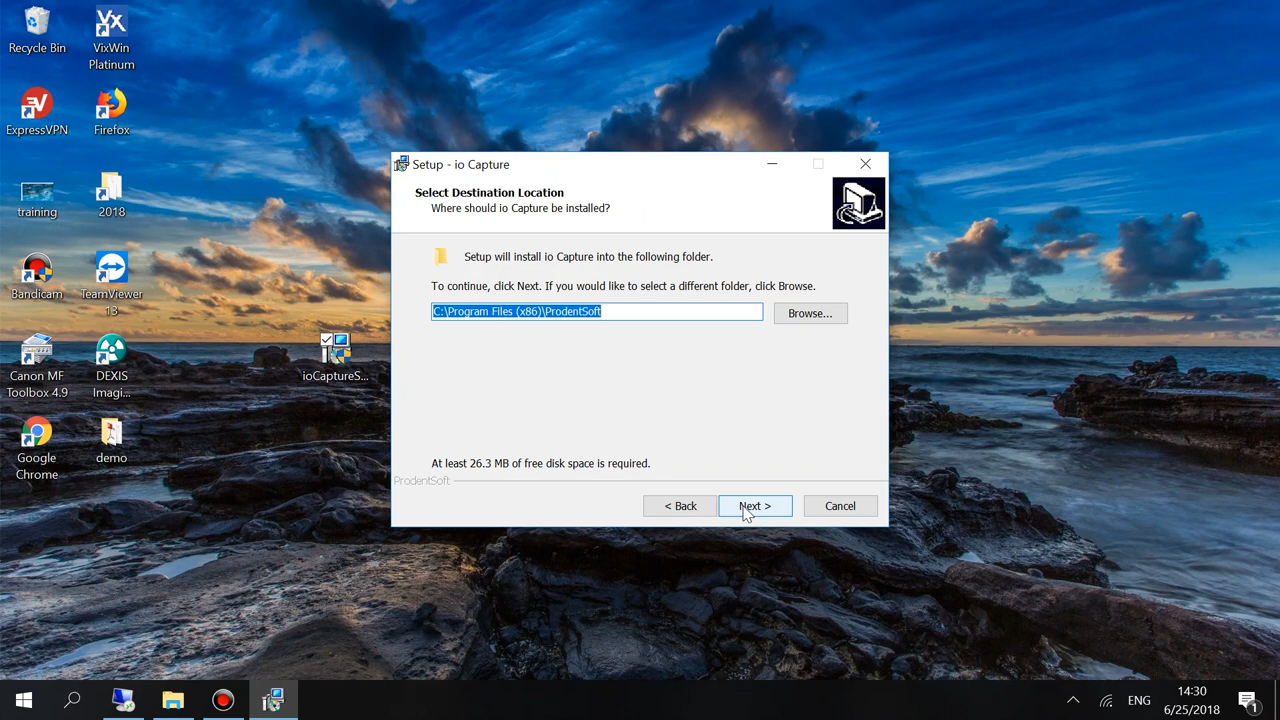 Recycle Bin
VixWin
Platinum
ExpressVPN
Firefox
training
2018
Bandicam
TeamViewer
13
Canon MF
Toolbox 4.9
DEXIS
Imagi...
ioCaptureS...
Google
Chrome
demo
Setup - io Capture
Select Destination Location
Where should io Capture be installed?
Setup will install io Capture into the following folder.
To continue, click Next. If you would like to select a different folder, click Browse.
C:\Program Files (x86)\ProdentSoft
Browse...
At least 26.3 MB of free disk space is required.
ProdentSoft
< Back
Next >
Cancel
ENG
14:30
6/25/2018
1